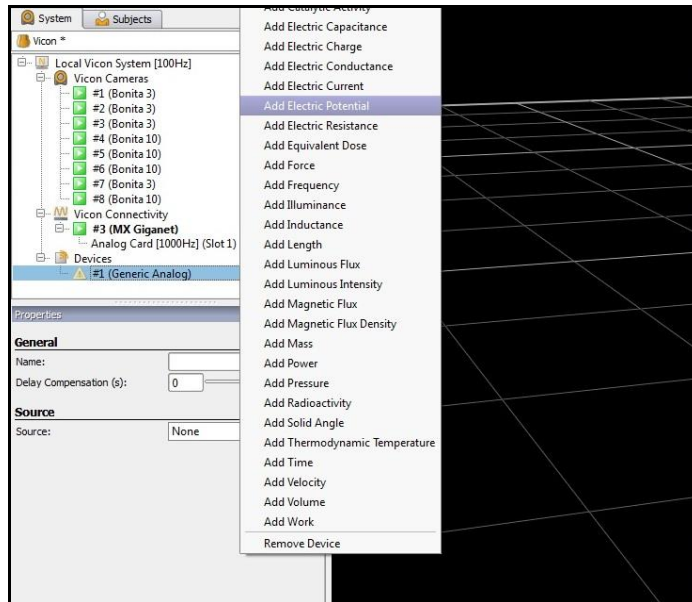 System
Subjects
Vicon *
Local Vicon System [100Hz]
Vicon Cameras
#1 (Bonita 3)
#2 (Bonita 3)
#3 (Bonita 3)
#4 (Bonita 10)
#5 (Bonita 10)
#6 (Bonita 10)
#7 (Bonita 3)
#8 (Bonita 10)
Vicon Connectivity
#3 (MX Giganet)
Analog Card [1000Hz] (Slot 1)
Devices
#1 (Generic Analog)
Properties
General
Name:
Delay Compensation (s):
0
Source
Source:
None
Add Catalytic Activity
Add Electric Capacitance
Add Electric Charge
Add Electric Conductance
Add Electric Current
Add Electric Potential
Add Electric Resistance
Add Equivalent Dose
Add Force
Add Frequency
Add Illuminance
Add Inductance
Add Length
Add Luminous Flux
Add Luminous Intensity
Add Magnetic Flux
Add Magnetic Flux Density
Add Mass
Add Power
Add Pressure
Add Radioactivity
Add Solid Angle
Add Thermodynamic Temperature
Add Time
Add Velocity
Add Volume
Add Work
Remove Device